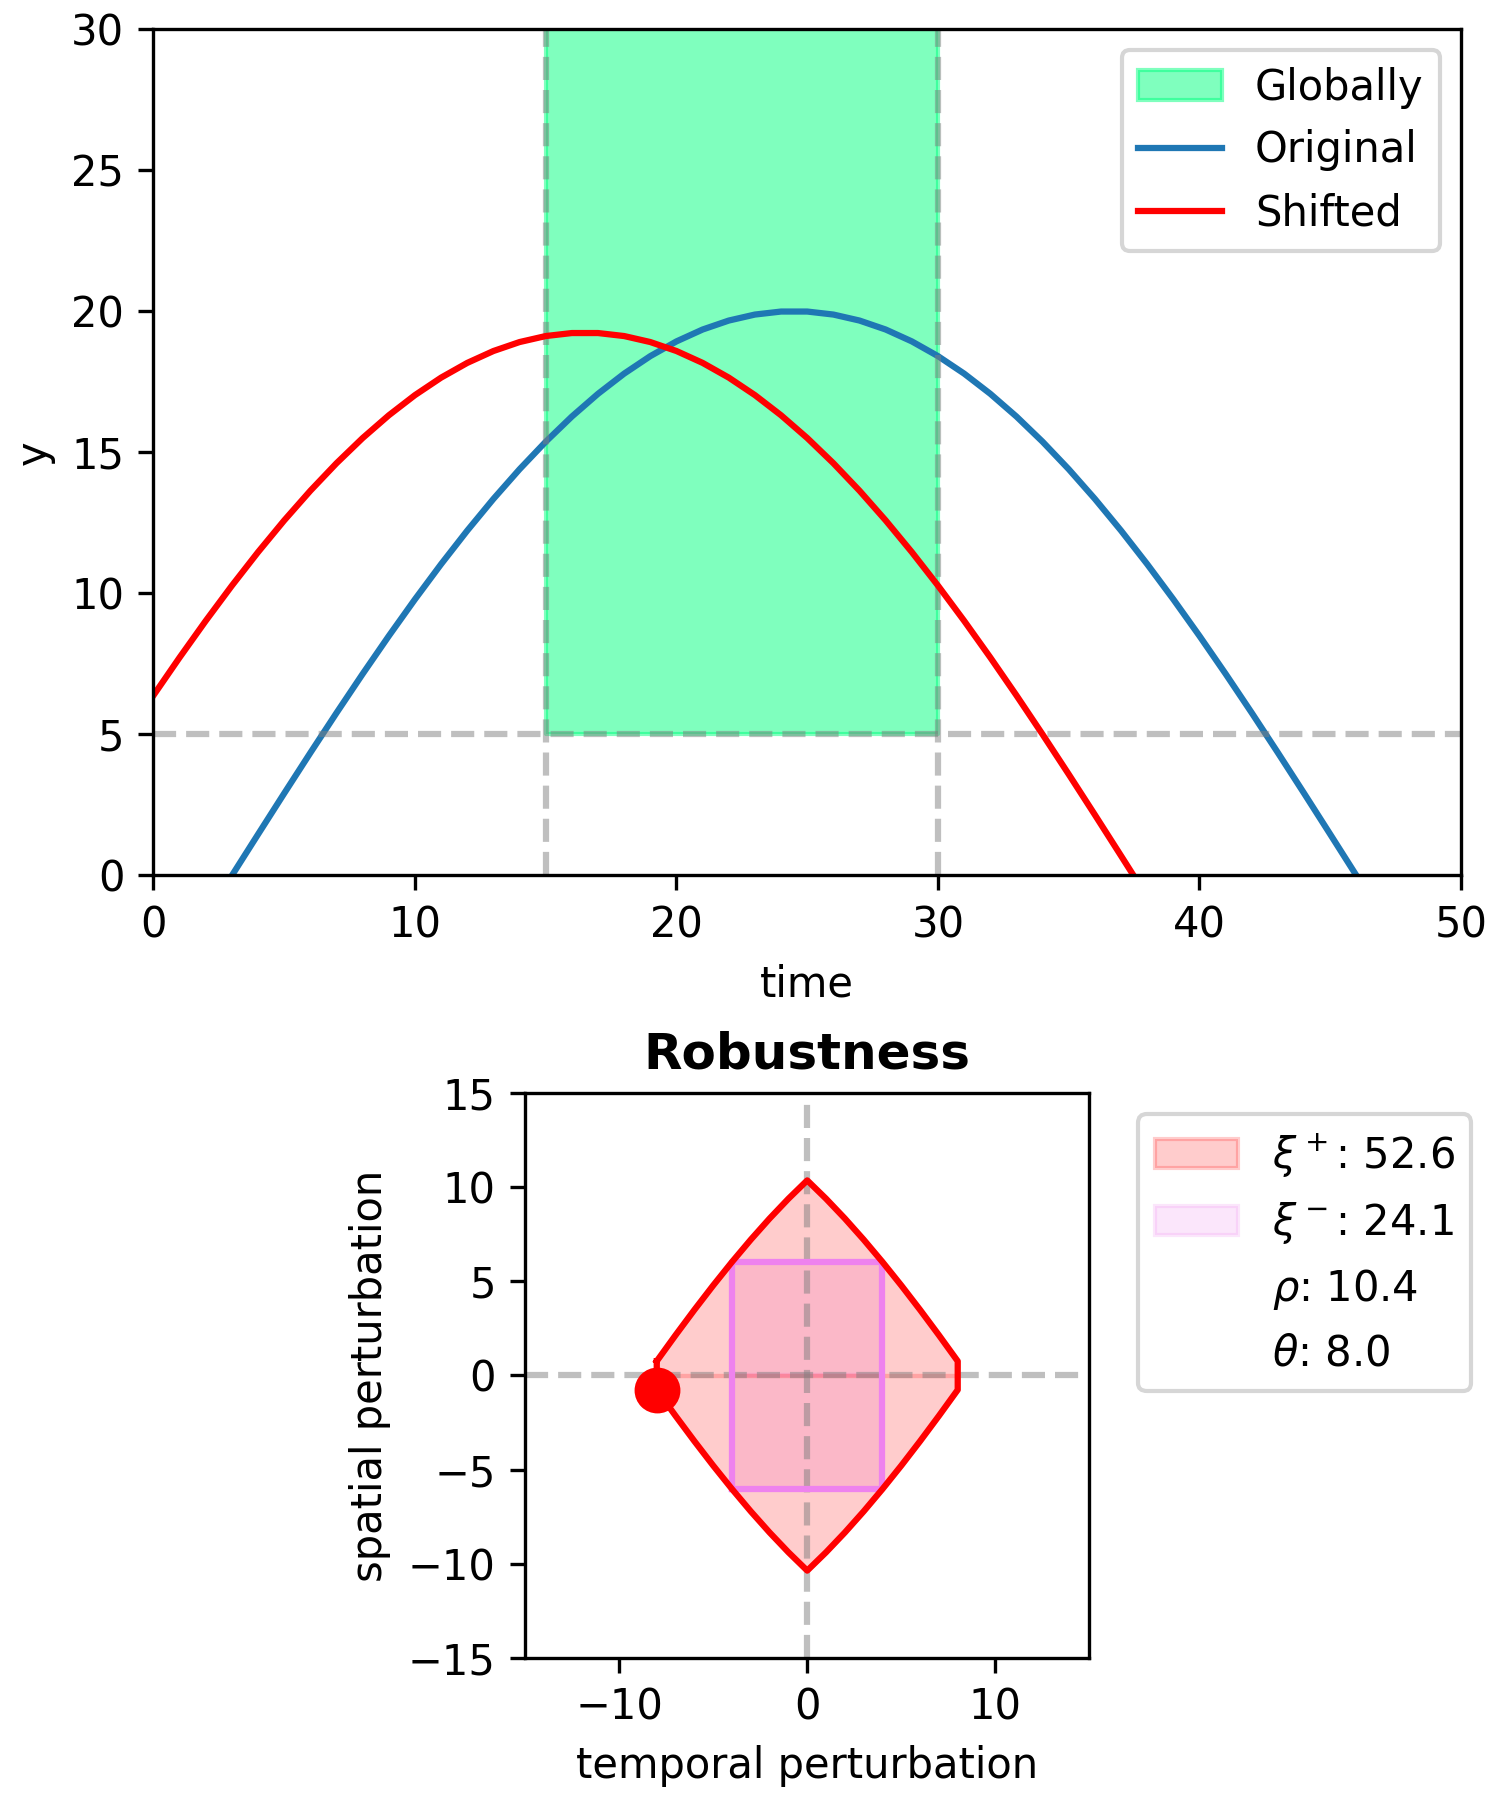 30
25
20
15
10
5
0
y
0 10 20 30 40 50
time
Globally
Original
Shifted
Robustness
15
10
5
0
−5
−10
−15
spatial perturbation
−10 0 10
temporal perturbation
ξ⁺: 52.6
ξ⁻: 24.1
ρ: 10.4
θ: 8.0